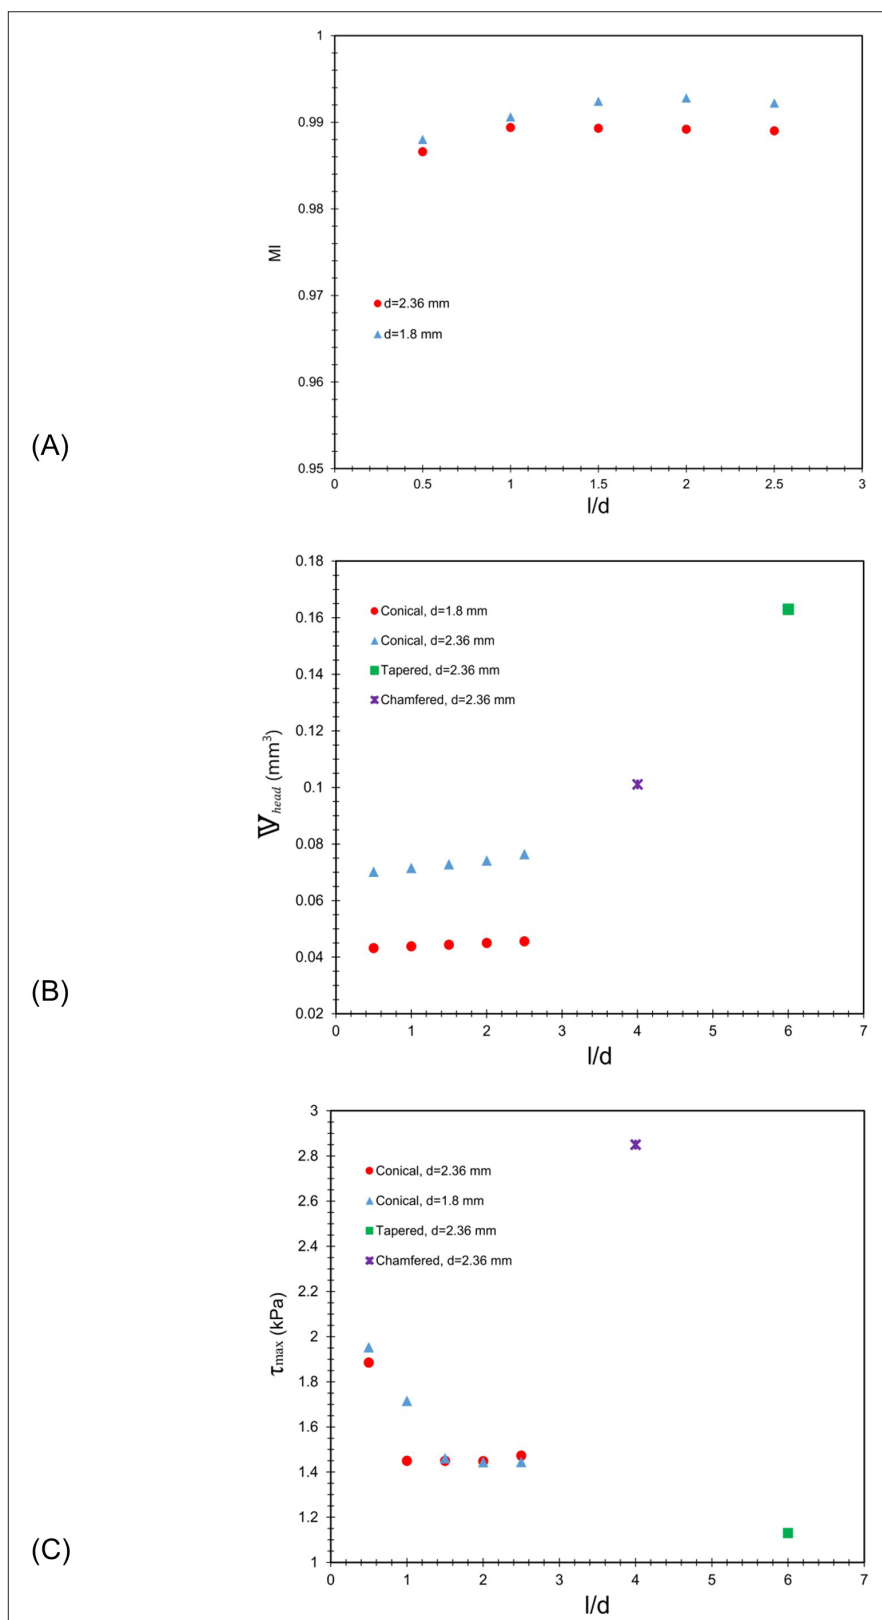 1
0.99
0.98
MI
0.97
d=2.36 mm
d=1.8 mm
0.96
(A)
0.95
0 0.5 1 1.5 2 2.5 3
l/d
0.18
Conical, d=1.8 mm
0.16
Conical, d=2.36 mm
Tapered, d=2.36 mm
0.14
Chamfered, d=2.36 mm
0.12
𝕍head (mm³)
0.1
0.08
0.06
0.04
(B)
0.02
0 1 2 3 4 5 6 7
l/d
3
2.8
Conical, d=2.36 mm
2.6
Conical, d=1.8 mm
Tapered, d=2.36 mm
2.4
Chamfered, d=2.36 mm
2.2
τmax (kPa)
2
1.8
1.6
1.4
1.2
(C)
1
0 1 2 3 4 5 6 7
l/d